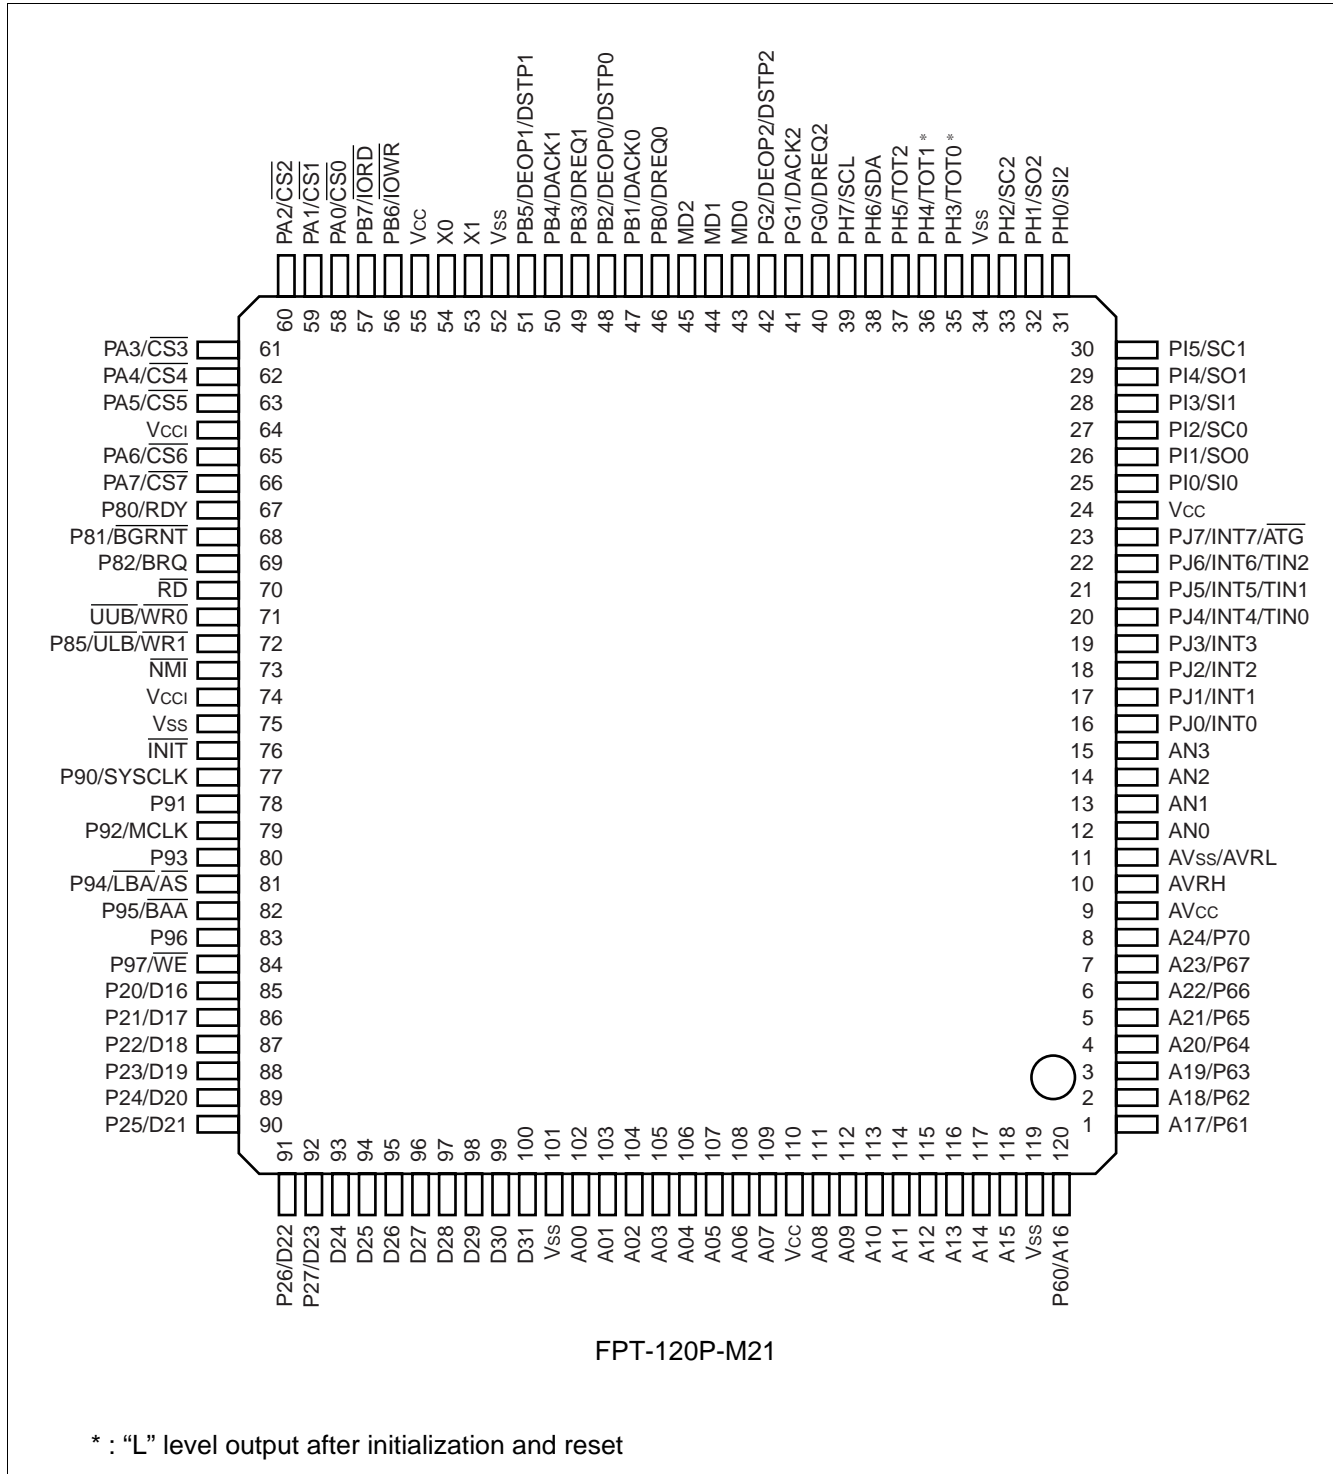 PA2/CS2
PA1/CS1
PA0/CS0
PB7/IORD
PB6/IOWR
VCC
X0
X1
VSS
PB5/DEOP1/DSTP1
PB4/DACK1
PB3/DREQ1
PB2/DEOP0/DSTP0
PB1/DACK0
PB0/DREQ0
MD2
MD1
MD0
PG2/DEOP2/DSTP2
PG1/DACK2
PG0/DREQ2
PH7/SCL
PH6/SDA
PH5/TOT2
PH4/TOT1 *
PH3/TOT0 *
VSS
PH2/SC2
PH1/SO2
PH0/SI2
60
59
58
57
56
55
54
53
52
51
50
49
48
47
46
45
44
43
42
41
40
39
38
37
36
35
34
33
32
31
PA3/CS3 61
PA4/CS4 62
PA5/CS5 63
VCCI 64
PA6/CS6 65
PA7/CS7 66
P80/RDY 67
P81/BGRNT 68
P82/BRQ 69
RD 70
UUB/WR0 71
P85/ULB/WR1 72
NMI 73
VCCI 74
VSS 75
INIT 76
P90/SYSCLK 77
P91 78
P92/MCLK 79
P93 80
P94/LBA/AS 81
P95/BAA 82
P96 83
P97/WE 84
P20/D16 85
P21/D17 86
P22/D18 87
P23/D19 88
P24/D20 89
P25/D21 90
30 PI5/SC1
29 PI4/SO1
28 PI3/SI1
27 PI2/SC0
26 PI1/SO0
25 PI0/SI0
24 VCC
23 PJ7/INT7/ATG
22 PJ6/INT6/TIN2
21 PJ5/INT5/TIN1
20 PJ4/INT4/TIN0
19 PJ3/INT3
18 PJ2/INT2
17 PJ1/INT1
16 PJ0/INT0
15 AN3
14 AN2
13 AN1
12 AN0
11 AVSS/AVRL
10 AVRH
9 AVCC
8 A24/P70
7 A23/P67
6 A22/P66
5 A21/P65
4 A20/P64
3 A19/P63
2 A18/P62
1 A17/P61
91
92
93
94
95
96
97
98
99
100
101
102
103
104
105
106
107
108
109
110
111
112
113
114
115
116
117
118
119
120
P26/D22
P27/D23
D24
D25
D26
D27
D28
D29
D30
D31
VSS
A00
A01
A02
A03
A04
A05
A06
A07
VCC
A08
A09
A10
A11
A12
A13
A14
A15
VSS
P60/A16
FPT-120P-M21
* : “L” level output after initialization and reset